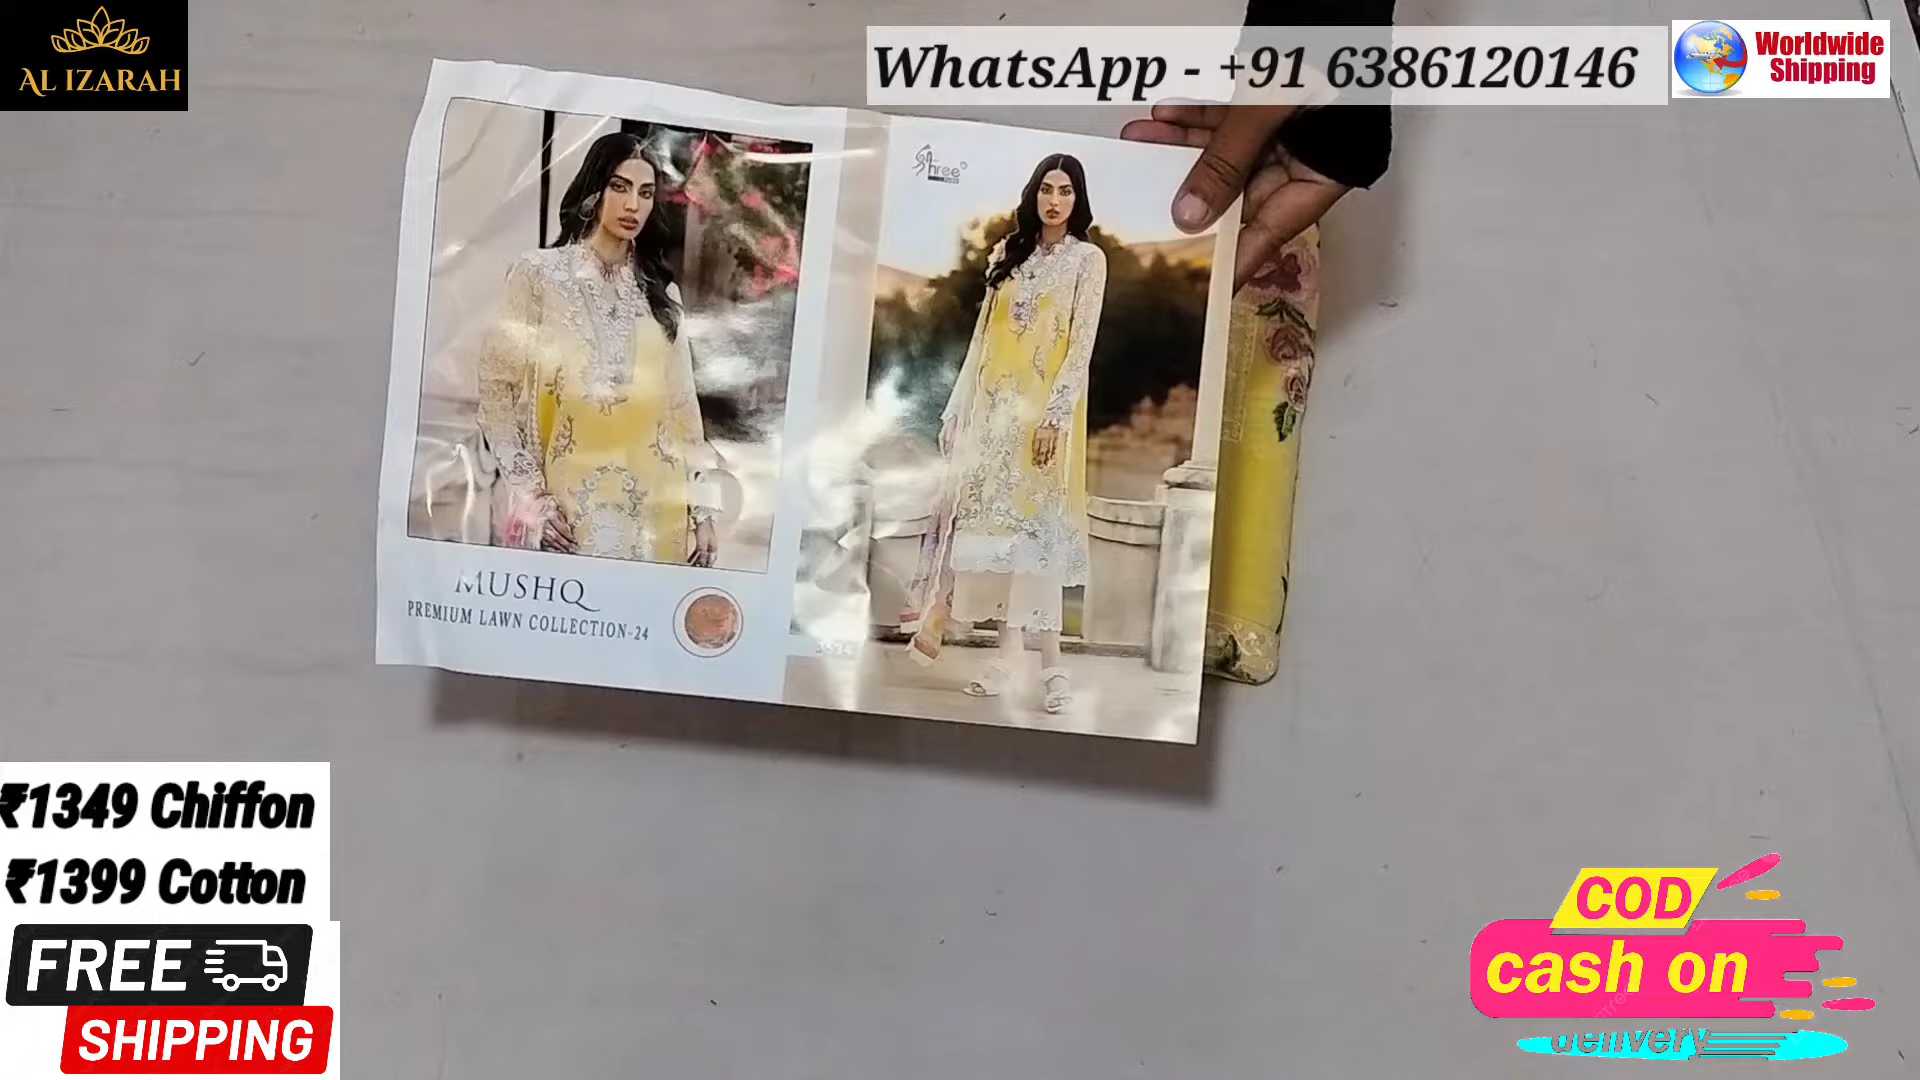 AL IZARAH
WhatsApp - +91 6386120146
Worldwide
Shipping
Shree
MUSHQ
PREMIUM LAWN COLLECTION-24
3534
₹1349 Chiffon
₹1399 Cotton
FREE
SHIPPING
COD
cash on
delivery